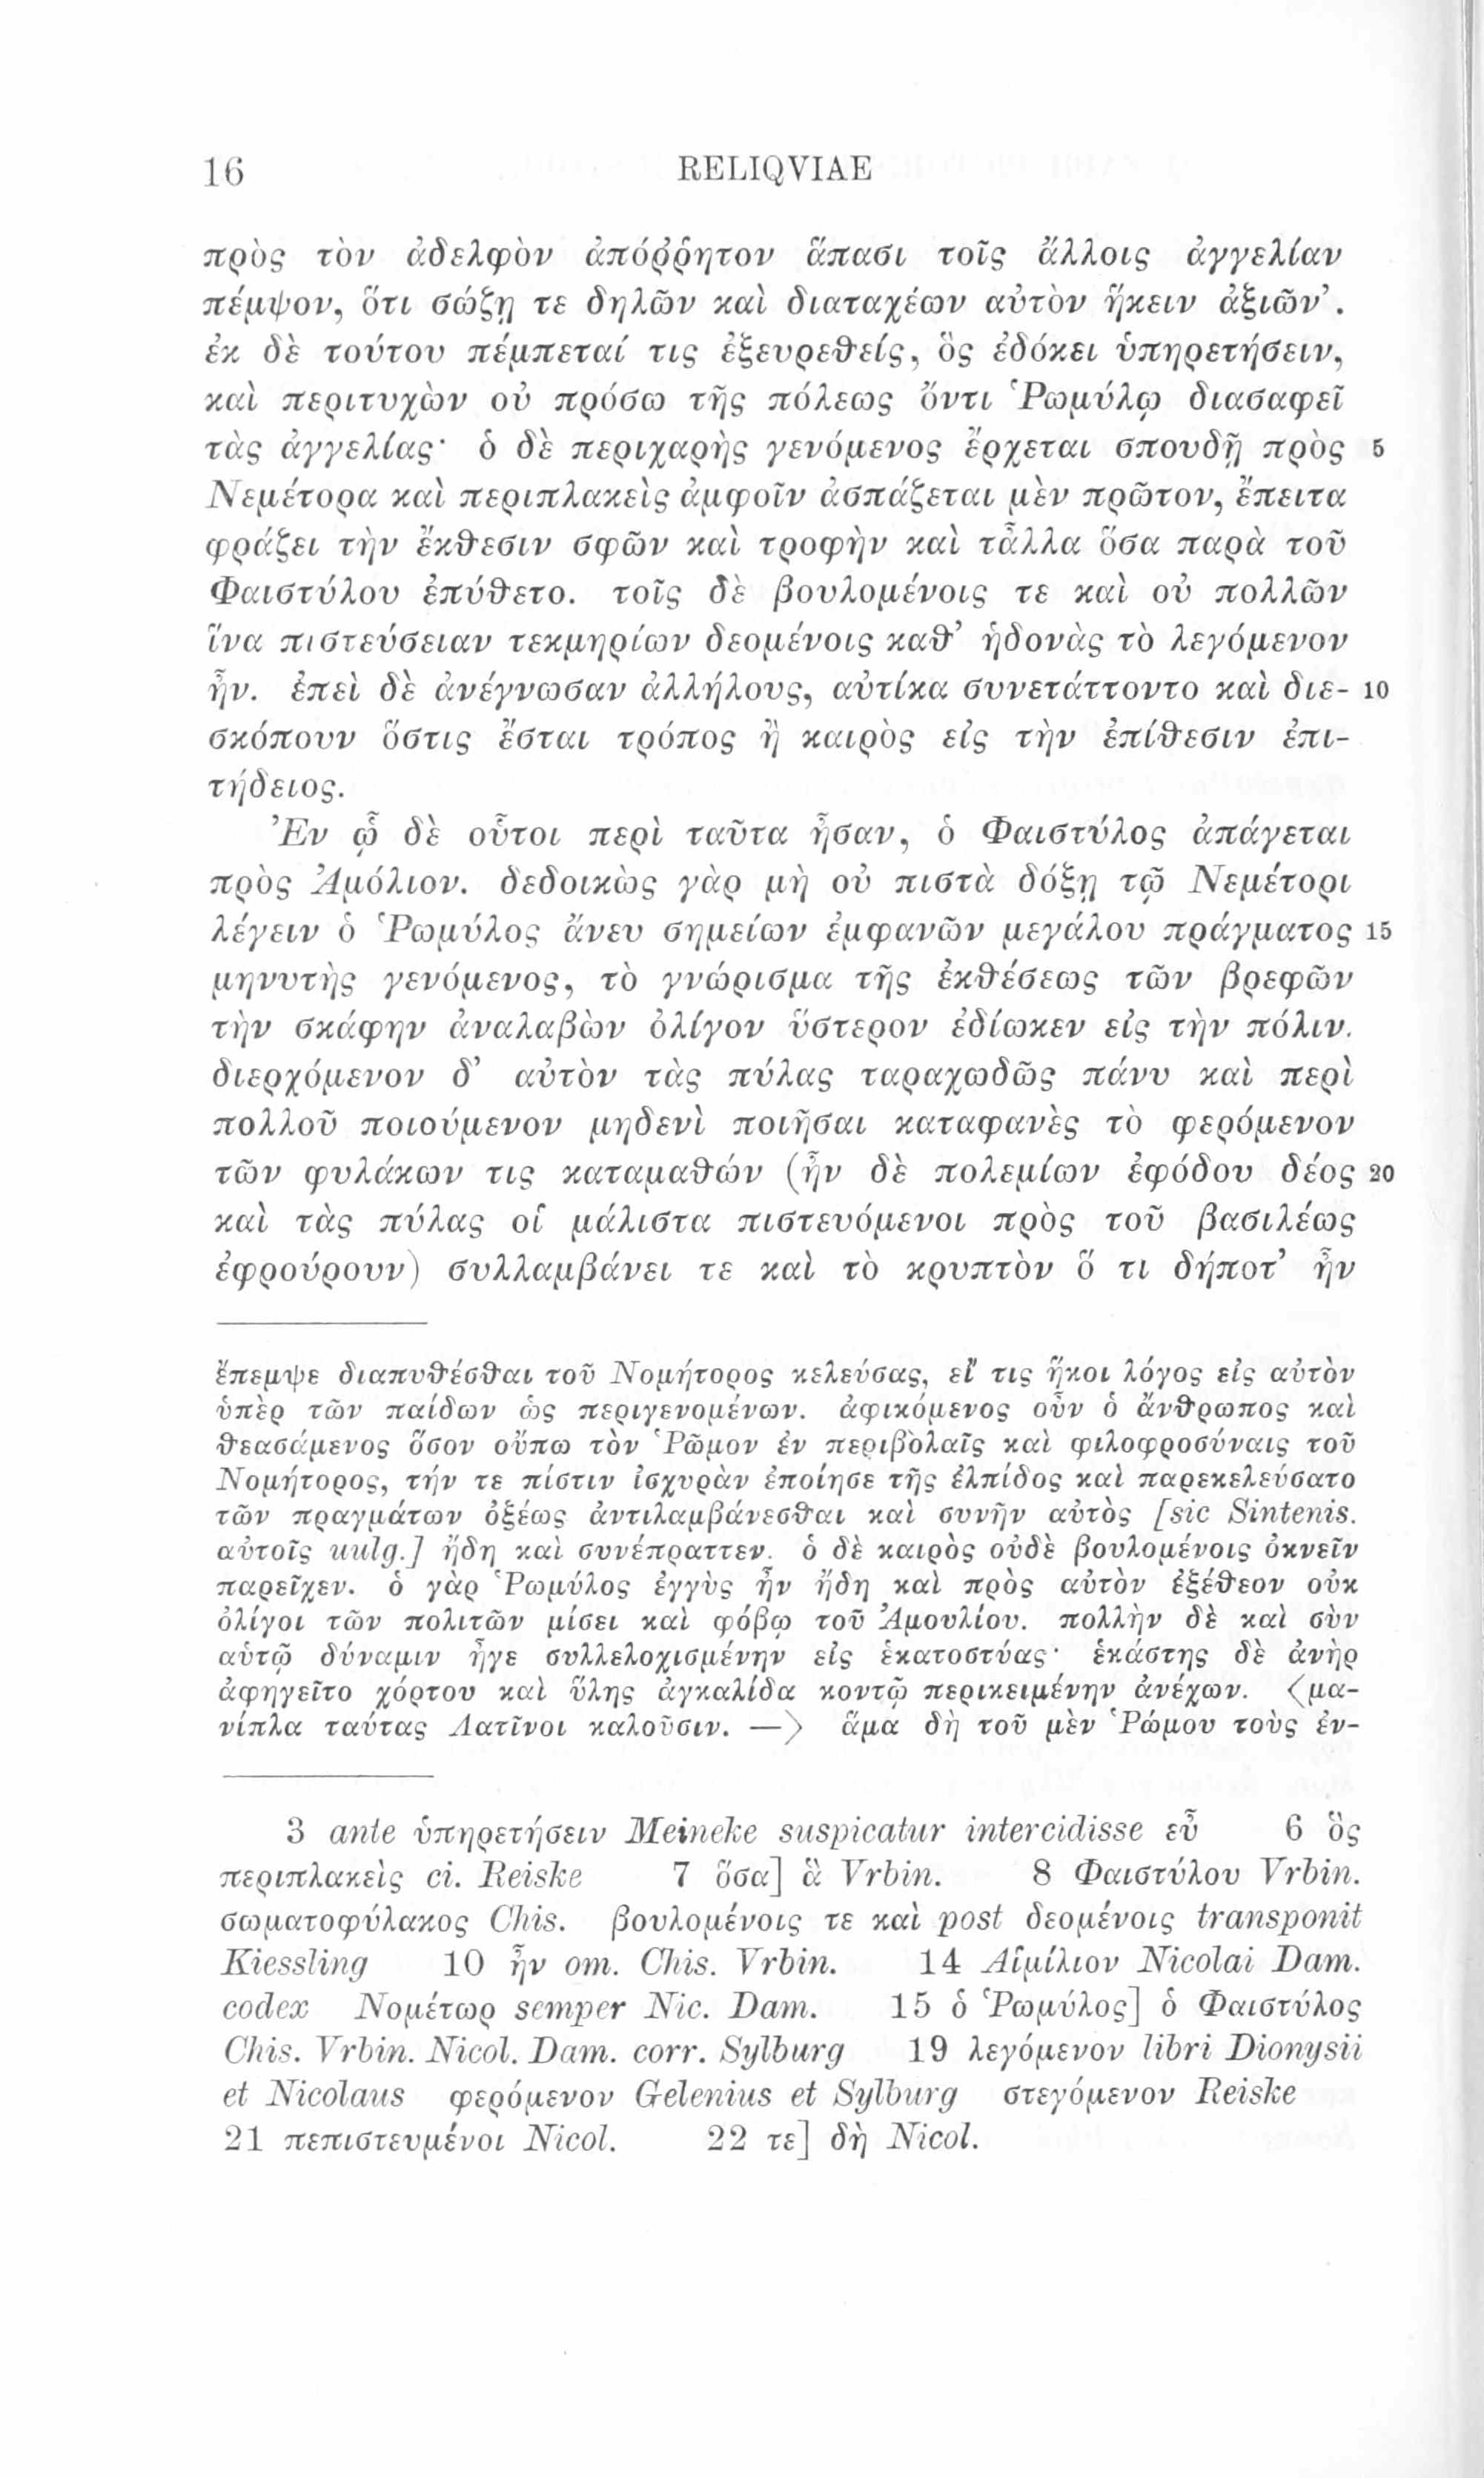 16 RELIQVIAE
πρὸς τὸν ἀδελφὸν ἀπόῤῥητον ἅπασι τοῖς ἄλλοις ἀγγελίαν
πέμψον, ὅτι σώζῃ τε δηλῶν καὶ διαταχέων αὐτὸν ἥκειν ἀξιῶν’.
ἐκ δὲ τούτου πέμπεταί τις ἐξευρεθείς, ὃς ἐδόκει ὑπηρετήσειν,
καὶ περιτυχὼν οὐ πρόσω τῆς πόλεως ὄντι Ῥωμύλῳ διασαφεῖ
τὰς ἀγγελίας· ὁ δὲ περιχαρὴς γενόμενος ἔρχεται σπουδῇ πρὸς 5
Νεμέτορα καὶ περιπλακεὶς ἀμφοῖν ἀσπάζεται μὲν πρῶτον, ἔπειτα
φράζει τὴν ἔκθεσιν σφῶν καὶ τροφὴν καὶ τἆλλα ὅσα παρὰ τοῦ
Φαιστύλου ἐπύθετο. τοῖς δὲ βουλομένοις τε καὶ οὐ πολλῶν
ἵνα πιστεύσειαν τεκμηρίων δεομένοις καθ’ ἡδονὰς τὸ λεγόμενον
ἦν. ἐπεὶ δὲ ἀνέγνωσαν ἀλλήλους, αὐτίκα συνετάττοντο καὶ διε- 10
σκόπουν ὅστις ἔσται τρόπος ἢ καιρὸς εἰς τὴν ἐπίθεσιν ἐπι-
τήδειος.
Ἐν ᾧ δὲ οὗτοι περὶ ταῦτα ἦσαν, ὁ Φαιστύλος ἀπάγεται
πρὸς Ἀμόλιον. δεδοικὼς γὰρ μὴ οὐ πιστὰ δόξῃ τῷ Νεμέτορι
λέγειν ὁ Ῥωμύλος ἄνευ σημείων ἐμφανῶν μεγάλου πράγματος 15
μηνυτὴς γενόμενος, τὸ γνώρισμα τῆς ἐκθέσεως τῶν βρεφῶν
τὴν σκάφην ἀναλαβὼν ὀλίγον ὕστερον ἐδίωκεν εἰς τὴν πόλιν.
διερχόμενον δ’ αὐτὸν τὰς πύλας ταραχωδῶς πάνυ καὶ περὶ
πολλοῦ ποιούμενον μηδενὶ ποιῆσαι καταφανὲς τὸ φερόμενον
τῶν φυλάκων τις καταμαθών (ἦν δὲ πολεμίων ἐφόδου δέος 20
καὶ τὰς πύλας οἱ μάλιστα πιστευόμενοι πρὸς τοῦ βασιλέως
ἐφρούρουν) συλλαμβάνει τε καὶ τὸ κρυπτὸν ὅ τι δήποτ’ ἦν
ἔπεμψε διαπυθέσθαι τοῦ Νομήτορος κελεύσας, εἴ τις ἥκοι λόγος εἰς αὐτὸν
ὑπὲρ τῶν παίδων ὡς περιγενομένων. ἀφικόμενος οὖν ὁ ἄνθρωπος καὶ
θεασάμενος ὅσον οὔπω τὸν Ῥῶμον ἐν περιβολαῖς καὶ φιλοφροσύναις τοῦ
Νομήτορος, τήν τε πίστιν ἰσχυρὰν ἐποίησε τῆς ἐλπίδος καὶ παρεκελεύσατο
τῶν πραγμάτων ὀξέως ἀντιλαμβάνεσθαι καὶ συνῆν αὐτὸς [sic Sintenis.
αὐτοῖς uulg.] ἤδη καὶ συνέπραττεν. ὁ δὲ καιρὸς οὐδὲ βουλομένοις ὀκνεῖν
παρεῖχεν. ὁ γὰρ Ῥωμύλος ἐγγὺς ἦν ἤδη καὶ πρὸς αὐτὸν ἐξέθεον οὐκ
ὀλίγοι τῶν πολιτῶν μίσει καὶ φόβῳ τοῦ Ἀμουλίου. πολλὴν δὲ καὶ σὺν
αὑτῷ δύναμιν ἦγε συλλελοχισμένην εἰς ἑκατοστύας· ἑκάστης δὲ ἀνὴρ
ἀφηγεῖτο χόρτου καὶ ὕλης ἀγκαλίδα κοντῷ περικειμένην ἀνέχων. ⟨μα-
νίπλα ταύτας Λατῖνοι καλοῦσιν. —⟩ ἅμα δὴ τοῦ μὲν Ῥώμου τοὺς ἐν-
3 ante ὑπηρετήσειν Meineke suspicatur intercidisse εὖ 6 ὃς
περιπλακεὶς ci. Reiske 7 ὅσα] ἃ Vrbin. 8 Φαιστύλου Vrbin.
σωματοφύλακος Chis. βουλομένοις τε καὶ post δεομένοις transponit
Kiessling 10 ἦν om. Chis. Vrbin. 14 Αἰμίλιον Nicolai Dam.
codex Νομέτωρ semper Nic. Dam. 15 ὁ Ῥωμύλος] ὁ Φαιστύλος
Chis. Vrbin. Nicol. Dam. corr. Sylburg 19 λεγόμενον libri Dionysii
et Nicolaus φερόμενον Gelenius et Sylburg στεγόμενον Reiske
21 πεπιστευμένοι Nicol. 22 τε] δὴ Nicol.